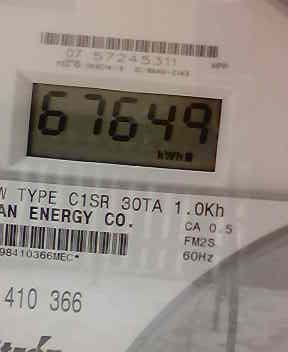 07 57245311
67649
kWh
TYPE C1SR 30TA 1.0Kh
AN ENERGY CO.
CA 0.5
FM2S
60Hz
98410366MEC*
410 366